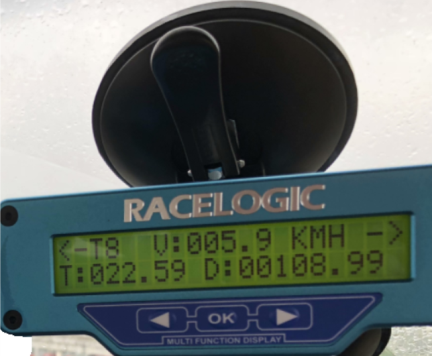 RACELOGIC
<-T8 V:005.9 KMH ->
T:022.59 D:00108.99
OK
MULTI FUNCTION DISPLAY